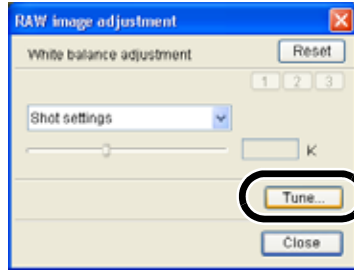 RAW image adjustment
White balance adjustment Reset
1 2 3
Shot settings
K
Tune...
Close